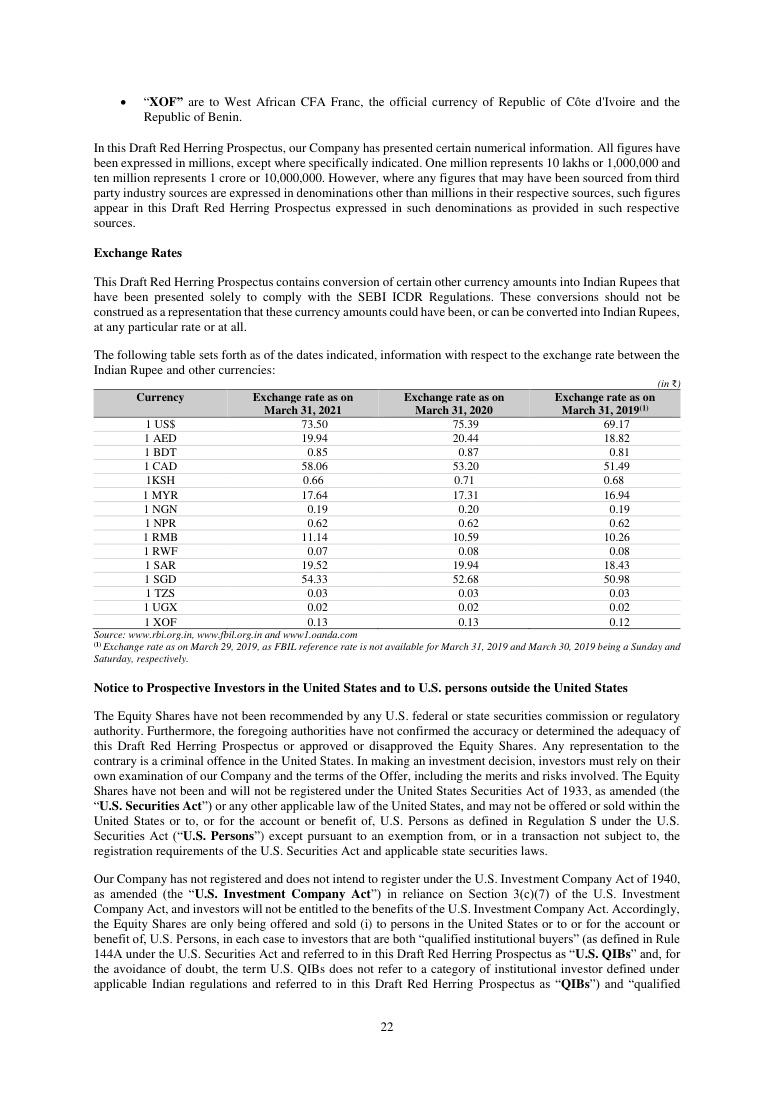 • “XOF” are to West African CFA Franc, the official currency of Republic of Côte d'Ivoire and the
Republic of Benin.
In this Draft Red Herring Prospectus, our Company has presented certain numerical information. All figures have
been expressed in millions, except where specifically indicated. One million represents 10 lakhs or 1,000,000 and
ten million represents 1 crore or 10,000,000. However, where any figures that may have been sourced from third
party industry sources are expressed in denominations other than millions in their respective sources, such figures
appear in this Draft Red Herring Prospectus expressed in such denominations as provided in such respective
sources.
Exchange Rates
This Draft Red Herring Prospectus contains conversion of certain other currency amounts into Indian Rupees that
have been presented solely to comply with the SEBI ICDR Regulations. These conversions should not be
construed as a representation that these currency amounts could have been, or can be converted into Indian Rupees,
at any particular rate or at all.
The following table sets forth as of the dates indicated, information with respect to the exchange rate between the
Indian Rupee and other currencies:
(in ₹)
Currency Exchange rate as on Exchange rate as on Exchange rate as on
March 31, 2021 March 31, 2020 March 31, 2019(1)
1 US$ 73.50 75.39 69.17
1 AED 19.94 20.44 18.82
1 BDT 0.85 0.87 0.81
1 CAD 58.06 53.20 51.49
1KSH 0.66 0.71 0.68
1 MYR 17.64 17.31 16.94
1 NGN 0.19 0.20 0.19
1 NPR 0.62 0.62 0.62
1 RMB 11.14 10.59 10.26
1 RWF 0.07 0.08 0.08
1 SAR 19.52 19.94 18.43
1 SGD 54.33 52.68 50.98
1 TZS 0.03 0.03 0.03
1 UGX 0.02 0.02 0.02
1 XOF 0.13 0.13 0.12
Source: www.rbi.org.in, www.fbil.org.in and www1.oanda.com
(1) Exchange rate as on March 29, 2019, as FBIL reference rate is not available for March 31, 2019 and March 30, 2019 being a Sunday and
Saturday, respectively.
Notice to Prospective Investors in the United States and to U.S. persons outside the United States
The Equity Shares have not been recommended by any U.S. federal or state securities commission or regulatory
authority. Furthermore, the foregoing authorities have not confirmed the accuracy or determined the adequacy of
this Draft Red Herring Prospectus or approved or disapproved the Equity Shares. Any representation to the
contrary is a criminal offence in the United States. In making an investment decision, investors must rely on their
own examination of our Company and the terms of the Offer, including the merits and risks involved. The Equity
Shares have not been and will not be registered under the United States Securities Act of 1933, as amended (the
“U.S. Securities Act”) or any other applicable law of the United States, and may not be offered or sold within the
United States or to, or for the account or benefit of, U.S. Persons as defined in Regulation S under the U.S.
Securities Act (“U.S. Persons”) except pursuant to an exemption from, or in a transaction not subject to, the
registration requirements of the U.S. Securities Act and applicable state securities laws.
Our Company has not registered and does not intend to register under the U.S. Investment Company Act of 1940,
as amended (the “U.S. Investment Company Act”) in reliance on Section 3(c)(7) of the U.S. Investment
Company Act, and investors will not be entitled to the benefits of the U.S. Investment Company Act. Accordingly,
the Equity Shares are only being offered and sold (i) to persons in the United States or to or for the account or
benefit of, U.S. Persons, in each case to investors that are both “qualified institutional buyers” (as defined in Rule
144A under the U.S. Securities Act and referred to in this Draft Red Herring Prospectus as “U.S. QIBs” and, for
the avoidance of doubt, the term U.S. QIBs does not refer to a category of institutional investor defined under
applicable Indian regulations and referred to in this Draft Red Herring Prospectus as “QIBs”) and “qualified
22